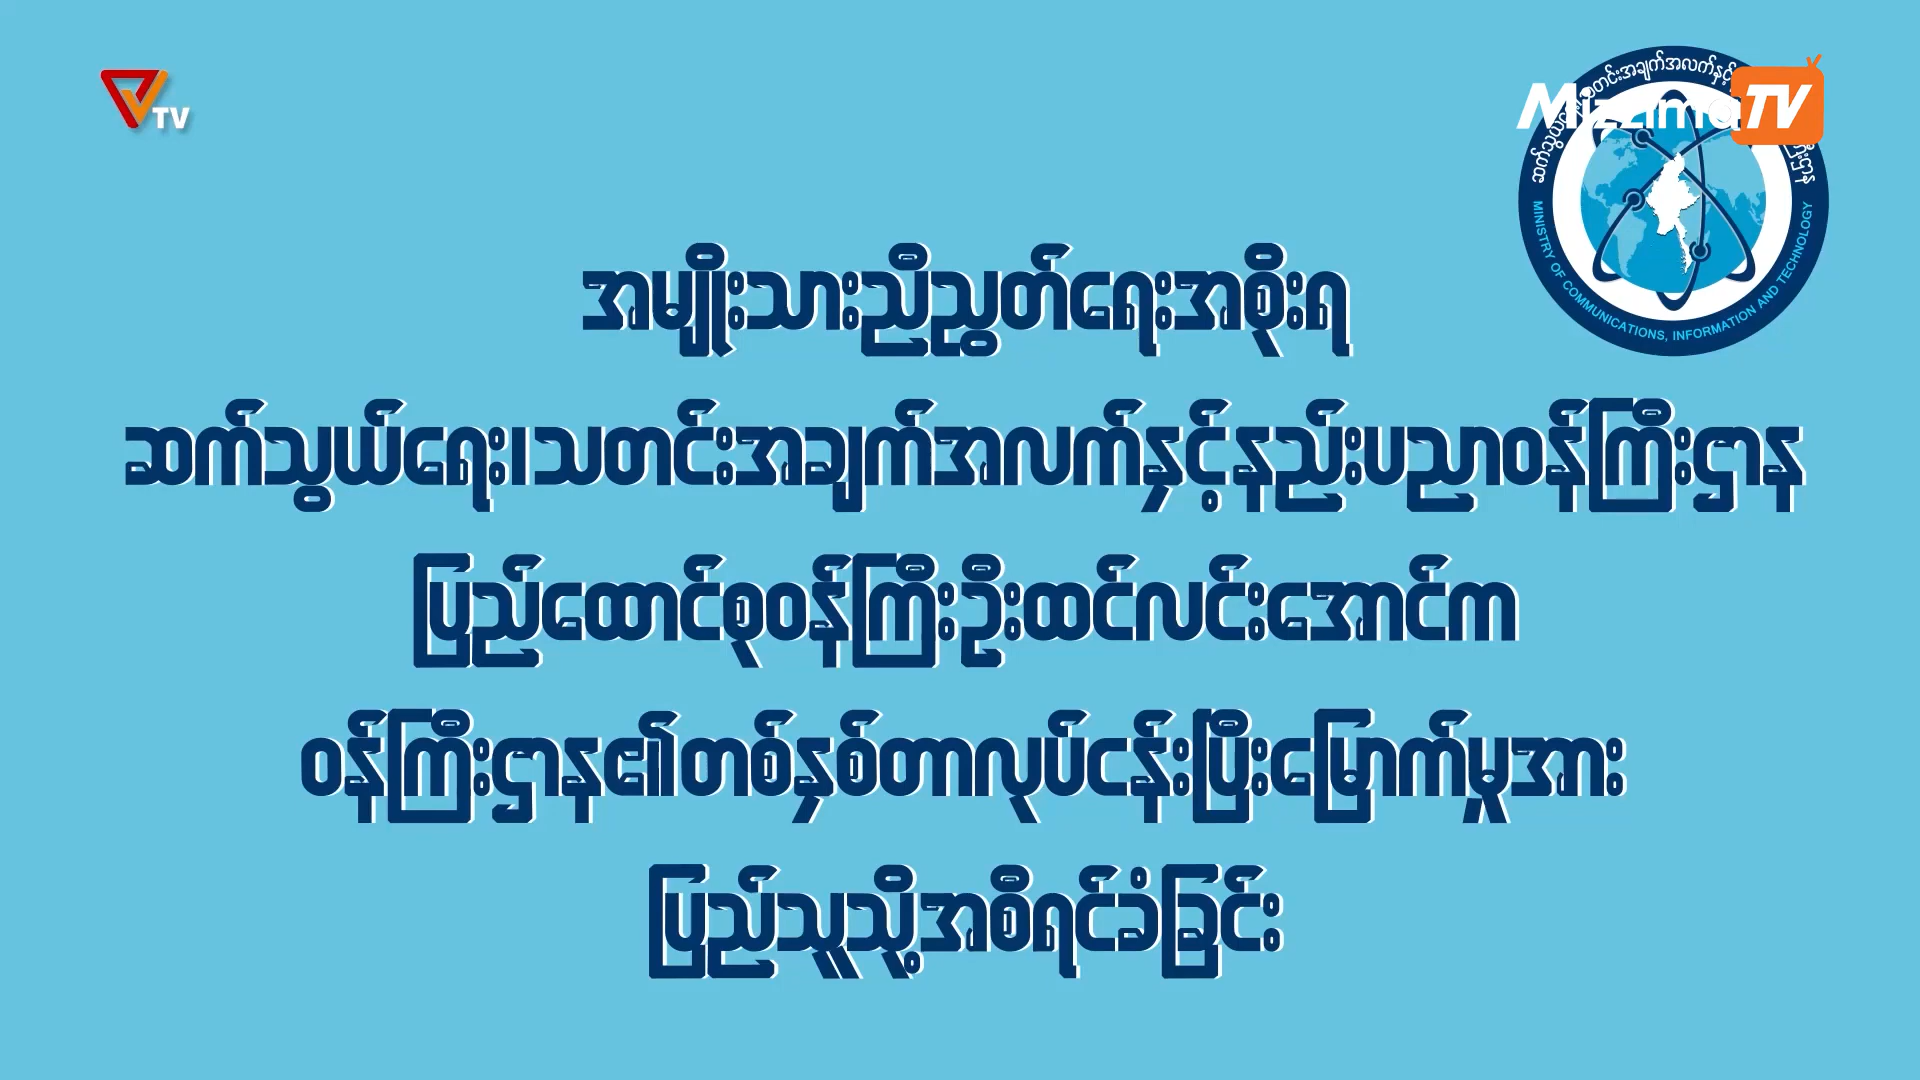 TV
Mizzima TV
MINISTRY OF COMMUNICATIONS, INFORMATION AND TECHNOLOGY
အမျိုးသားညီညွတ်ရေးအစိုးရ
ဆက်သွယ်ရေး၊သတင်းအချက်အလက်နှင့်နည်းပညာဝန်ကြီးဌာန
ပြည်ထောင်စုဝန်ကြီးဦးထင်လင်းအောင်က
ဝန်ကြီးဌာန၏တစ်နှစ်တာလုပ်ငန်းပြီးမြောက်မှုအား
ပြည်သူသို့အစီရင်ခံခြင်း